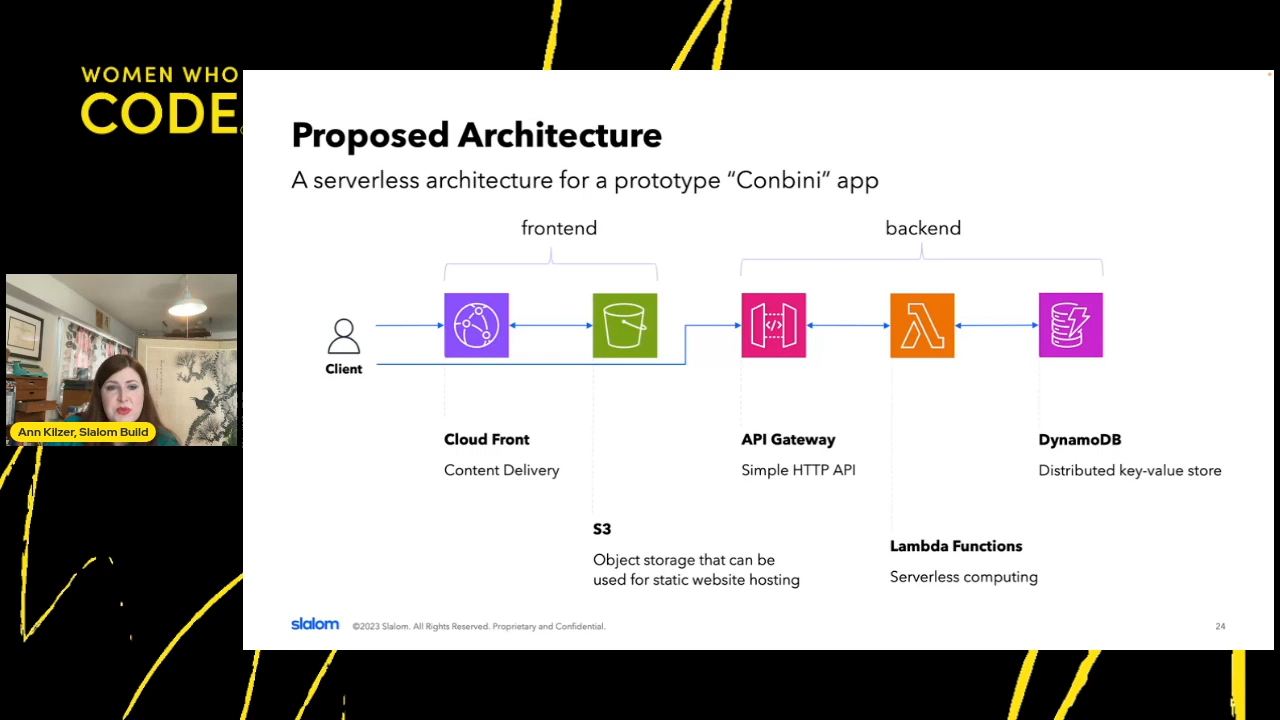 WOMEN WHO
CODE
Proposed Architecture
A serverless architecture for a prototype “Conbini” app
frontend
backend
Client
Cloud Front
Content Delivery
S3
Object storage that can be
used for static website hosting
API Gateway
Simple HTTP API
Lambda Functions
Serverless computing
DynamoDB
Distributed key-value store
Ann Kilzer, Slalom Build
slalom
©2023 Slalom. All Rights Reserved. Proprietary and Confidential.
24